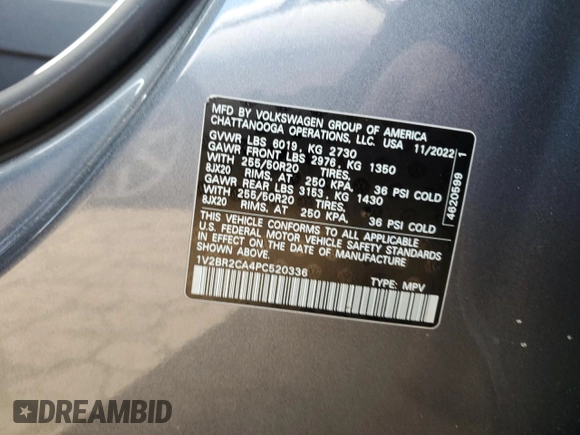 MFD BY VOLKSWAGEN GROUP OF AMERICA
CHATTANOOGA OPERATIONS, LLC. USA 11/2022
GVWR LBS 6019, KG 2730
GAWR FRONT LBS 2976, KG 1350
WITH 255/50R20 TIRES,
8JX20 RIMS, AT 250 KPA, 36 PSI COLD
GAWR REAR LBS 3153, KG 1430
WITH 255/50R20 TIRES,
8JX20 RIMS, AT 250 KPA, 36 PSI COLD
THIS VEHICLE CONFORMS TO ALL APPLICABLE
U.S. FEDERAL MOTOR VEHICLE SAFETY STANDARDS
IN EFFECT ON THE DATE OF MANUFACTURE
SHOWN ABOVE.
1V2BR2CA4PC520336
TYPE: MPV
4620999 1
DREAMBID